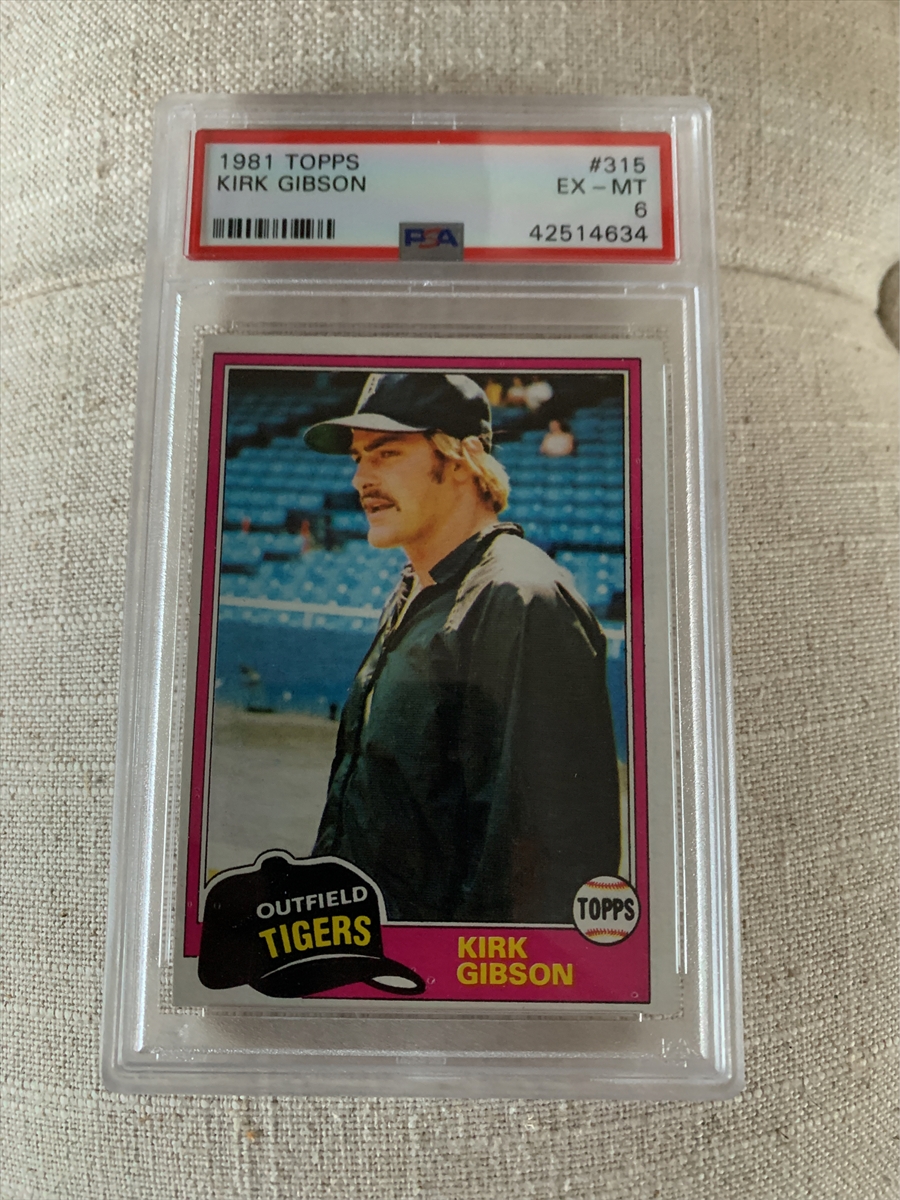 1981 TOPPS #315
KIRK GIBSON EX - MT
6
PSA 42514634
OUTFIELD
TIGERS
TOPPS
KIRK
GIBSON